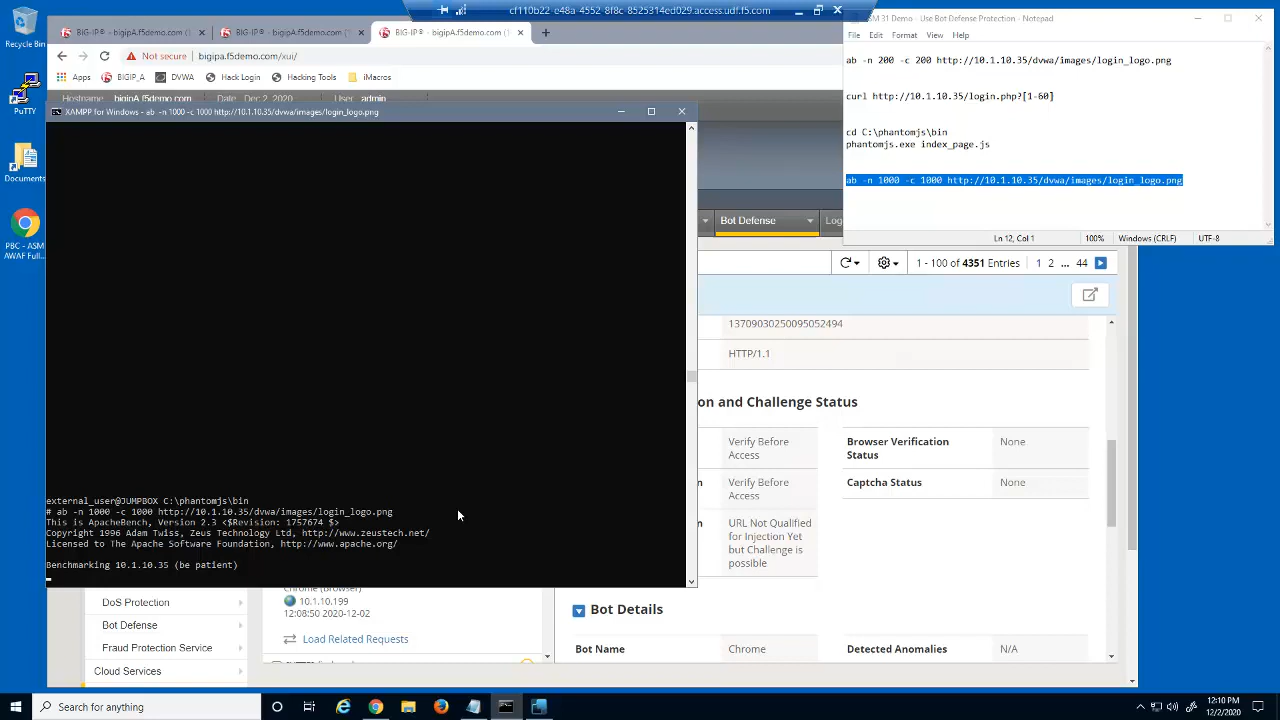 cf110b22-e48a-4552-8f8c-8525314ed029.access.udf.f5.com
Recycle Bin
PuTTY
Documents
PBC - ASM
AWAF Full...
BIG-IP® - bigipa.f5demo.com (
BIG-IP® - bigipa.f5demo.com (1
BIG-IP® - bigipa.f5demo.com (1
Not secure
bigipa.f5demo.com/xui/
Apps
BIGIP_A
DVWA
Hack Login
Hacking Tools
iMacros
Hostname
bigipA.f5demo.com
Date
Dec 2, 2020
User
admin
XAMPP for Windows - ab -n 1000 -c 1000 http://10.1.10.35/dvwa/images/login_logo.png
external_user@JUMPBOX C:\phantomjs\bin
# ab -n 1000 -c 1000 http://10.1.10.35/dvwa/images/login_logo.png
This is ApacheBench, Version 2.3 <$Revision: 1757674 $>
Copyright 1996 Adam Twiss, Zeus Technology Ltd, http://www.zeustech.net/
Licensed to The Apache Software Foundation, http://www.apache.org/
Benchmarking 10.1.10.35 (be patient)
SM 31 Demo - Use Bot Defense Protection - Notepad
File Edit Format View Help
ab -n 200 -c 200 http://10.1.10.35/dvwa/images/login_logo.png
curl http://10.1.10.35/login.php?[1-60]
cd C:\phantomjs\bin
phantomjs.exe index_page.js
ab -n 1000 -c 1000 http://10.1.10.35/dvwa/images/login_logo.png
Ln 12, Col 1
100%
Windows (CRLF)
UTF-8
Bot Defense
Log
1 - 100 of 4351 Entries
1 2 ... 44
13709030250095052494
HTTP/1.1
on and Challenge Status
Verify Before
Access
Browser Verification
Status
None
Verify Before
Access
Captcha Status
None
URL Not Qualified
for Injection Yet
but Challenge is
possible
Bot Details
Bot Name
Chrome
Detected Anomalies
N/A
DoS Protection
Bot Defense
Fraud Protection Service
Cloud Services
Chrome (Browser)
10.1.10.199
12:08:50 2020-12-02
Load Related Requests
Search for anything
12:10 PM
12/2/2020